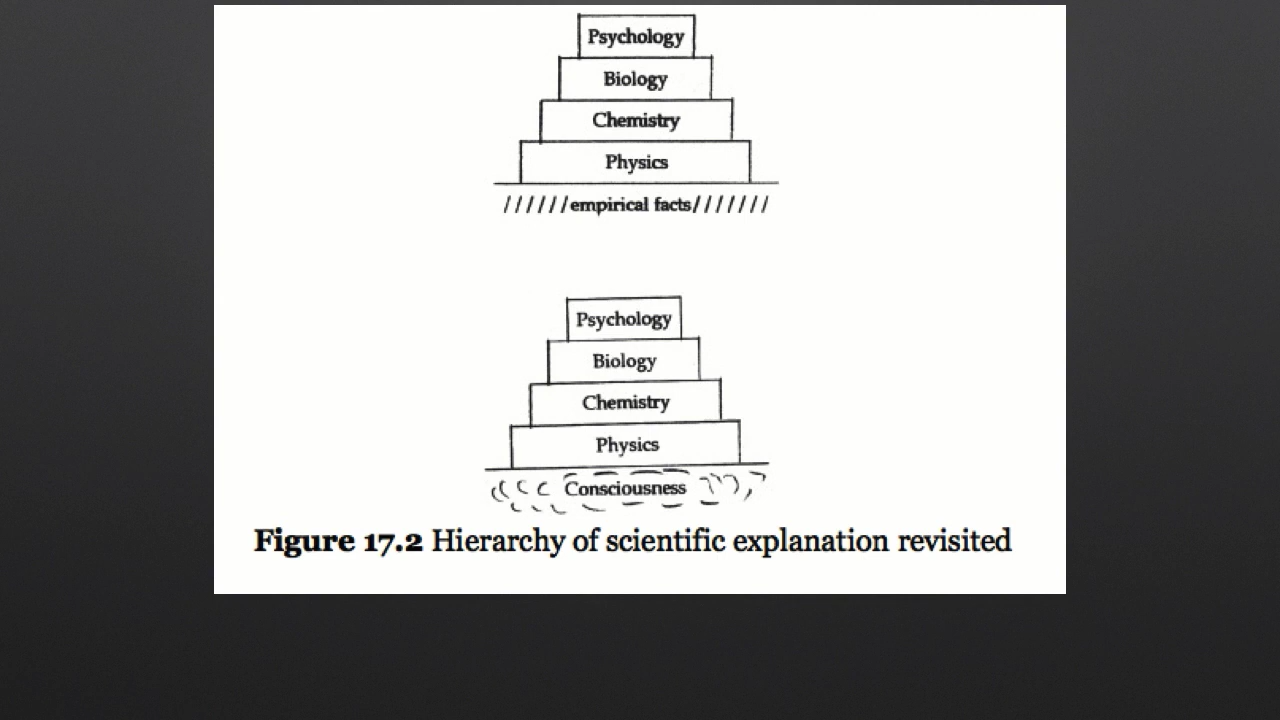 Psychology
Biology
Chemistry
Physics
//////empirical facts///////
Psychology
Biology
Chemistry
Physics
Consciousness
Figure 17.2 Hierarchy of scientific explanation revisited